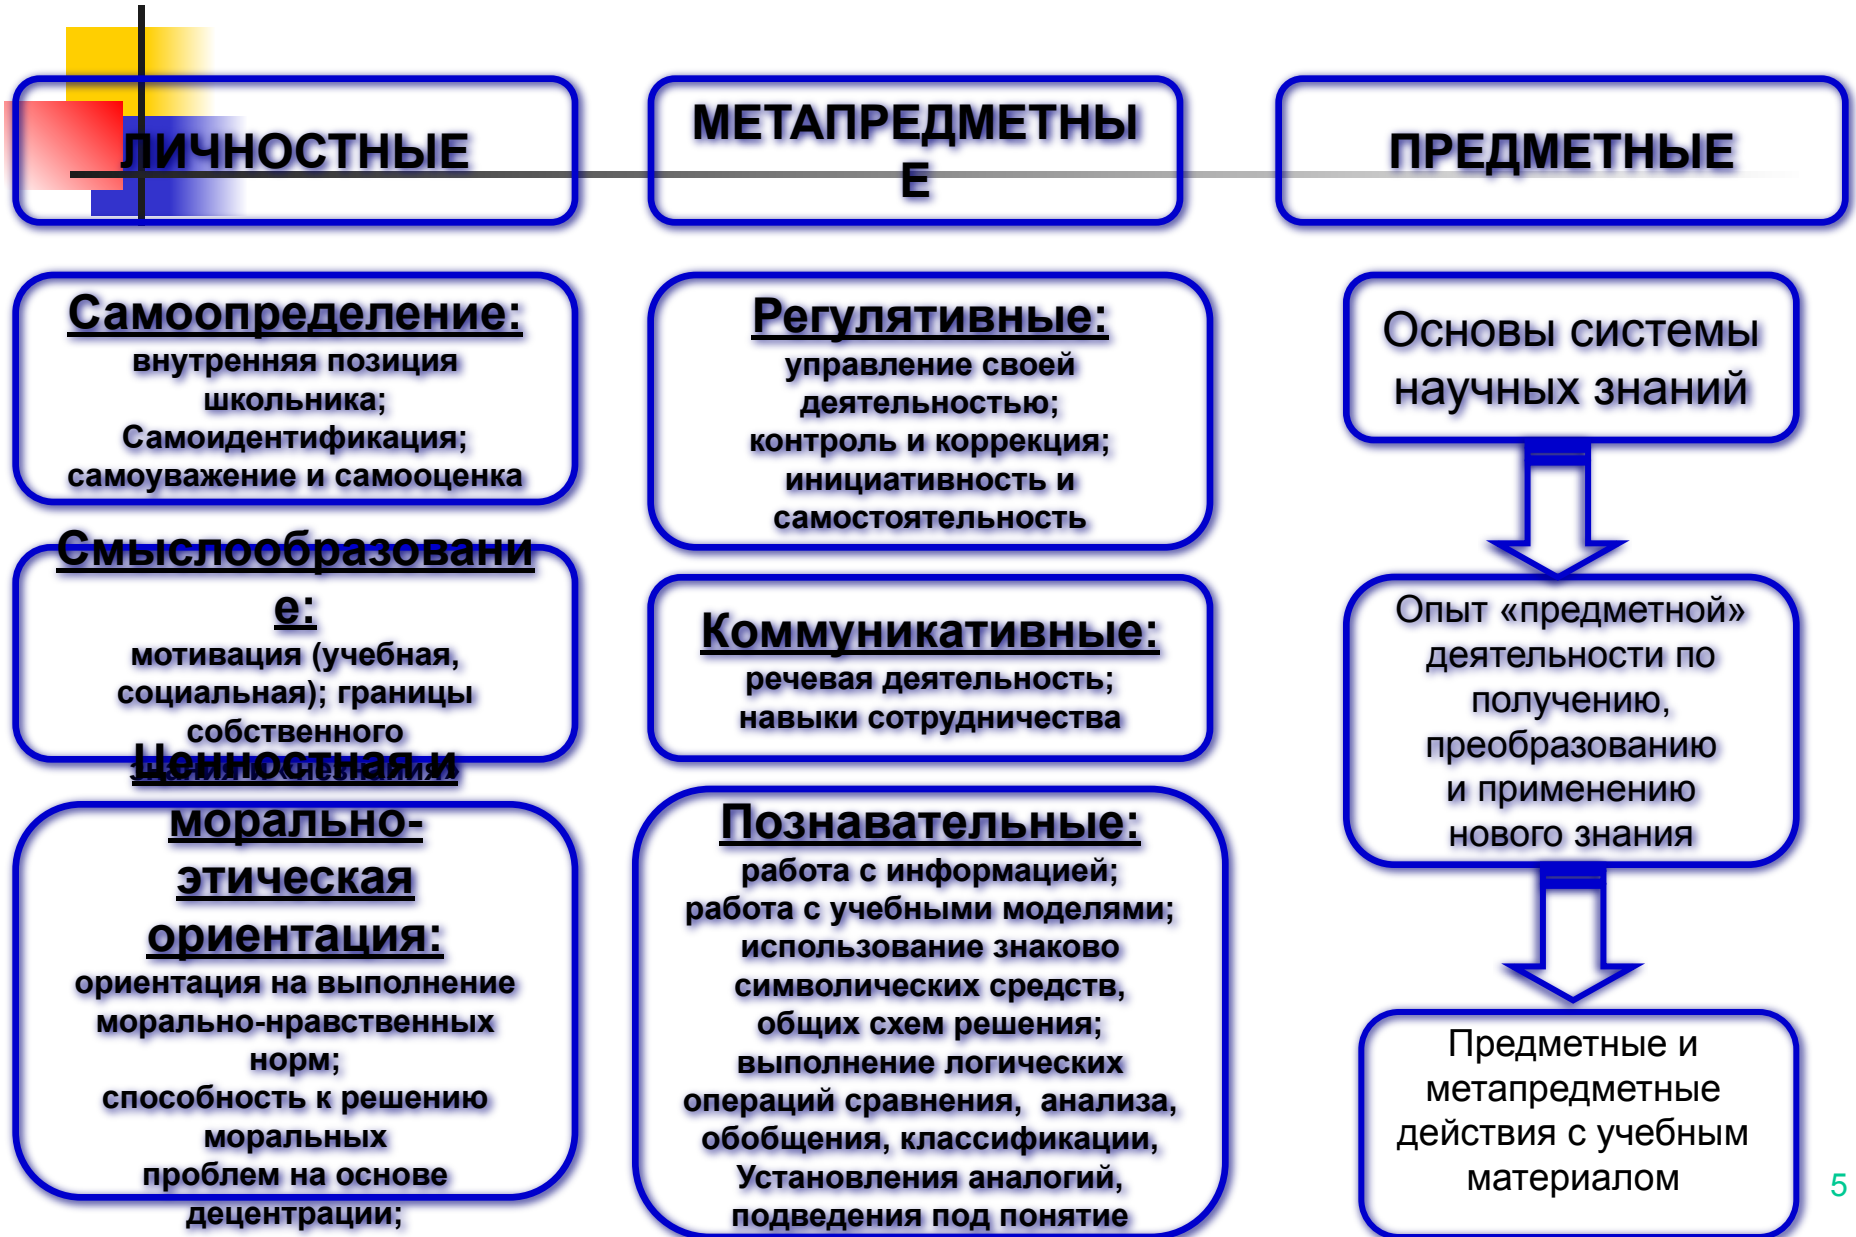 ЛИЧНОСТНЫЕ
Самоопределение:
внутренняя позиция
школьника;
Самоидентификация;
самоуважение и самооценка
Смыслообразовани
е:
мотивация (учебная,
социальная); границы
собственного
знания и «незнания»
Ценностная и
морально-
этическая
ориентация:
ориентация на выполнение
морально-нравственных
норм;
способность к решению
моральных
проблем на основе
децентрации;
МЕТАПРЕДМЕТНЫ
Е
Регулятивные:
управление своей
деятельностью;
контроль и коррекция;
инициативность и
самостоятельность
Коммуникативные:
речевая деятельность;
навыки сотрудничества
Познавательные:
работа с информацией;
работа с учебными моделями;
использование знаково
символических средств,
общих схем решения;
выполнение логических
операций сравнения, анализа,
обобщения, классификации,
Установления аналогий,
подведения под понятие
ПРЕДМЕТНЫЕ
Основы системы
научных знаний
Опыт «предметной»
деятельности по
получению,
преобразованию
и применению
нового знания
Предметные и
метапредметные
действия с учебным
материалом
5